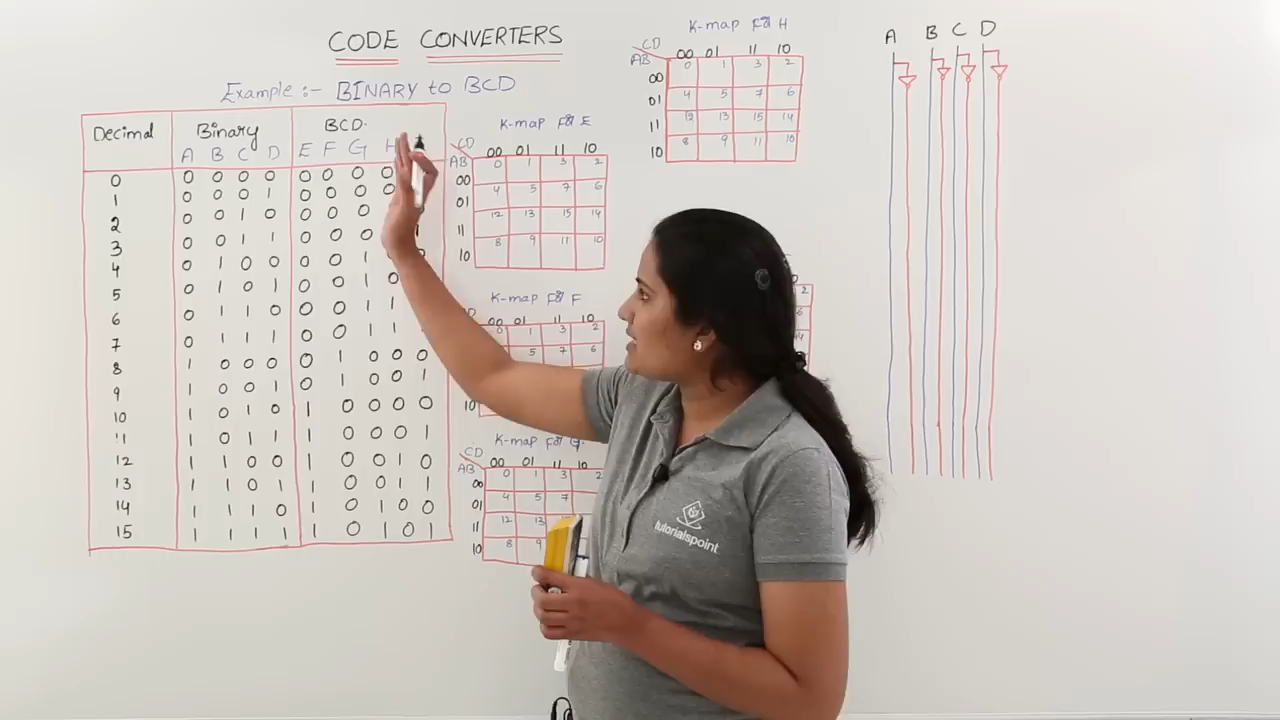 CODE CONVERTERS
Example :- BINARY to BCD
Decimal Binary BCD.
A B C D E F G H
0 0 0 0 0 0 0 0 0
1 0 0 0 1 0 0 0 0
2 0 0 1 0 0 0 0
3 0 0 1 1 0 0 0 1
4 0 1 0 0 0 0 1 0
5 0 1 0 1 0 0 1 0
6 0 1 1 0 0 0 1 1
7 0 1 1 1 0 0 1 1
8 1 0 0 0 0 1 0 0 0
9 1 0 0 1 0 1 0 0 1
10 1 0 1 0 1 0 0 0 0
11 1 0 1 1 1 0 0 0 1
12 1 1 0 0 1 0 0 1 0
13 1 1 0 1 1 0 0 1 1
14 1 1 1 0 1 0 1 0 0
15 1 1 1 1 1 0 1 0 1
K-map For E
CD
AB 00 01 11 10
00 0 1 3 2
01 4 5 7 6
11 12 13 15 14
10 8 9 11 10
K-map For F
00 01 11 10
0 1 3 2
5 7 6
10
K-map For G.
CD
AB 00 01 11 10
00 0 1 3 2
01 4 5 7
11 12 13
10 8 9
K-map For H
CD
AB 00 01 11 10
00 0 1 3 2
01 4 5 7 6
11 12 13 15 14
10 8 9 11 10
2
6
14
A B C D
tutorialspoint